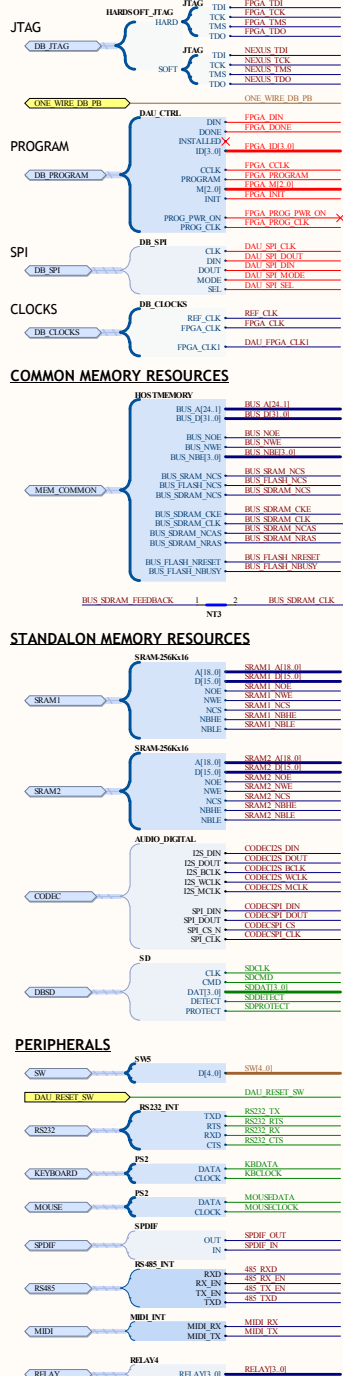 JTAG
TDI FPGA_TDI
HARDSOFT_JTAG HARD TCK FPGA_TCK
TMS FPGA_TMS
DB_JTAG TDO FPGA_TDO
JTAG
TDI NEXUS_TDI
SOFT TCK NEXUS_TCK
TMS NEXUS_TMS
TDO NEXUS_TDO
ONE_WIRE_DB_PB ONE_WIRE_DB_PB
DAU_CTRL
DIN FPGA_DIN
DONE FPGA_DONE
INSTALLED
PROGRAM ID[3..0] FPGA_ID[3..0]
CCLK FPGA_CCLK
DB_PROGRAM PROGRAM FPGA_PROGRAM
M[2..0] FPGA_M[2..0]
INIT FPGA_INIT
PROG_PWR_ON FPGA_PROG_PWR_ON
PROG_CLK FPGA_PROG_CLK
DB_SPI
SPI CLK DAU_SPI_CLK
DIN DAU_SPI_DOUT
DB_SPI DOUT DAU_SPI_DIN
MODE DAU_SPI_MODE
SEL DAU_SPI_SEL
CLOCKS DB_CLOCKS
REF_CLK REF_CLK
DB_CLOCKS FPGA_CLK FPGA_CLK
FPGA_CLK1 DAU_FPGA_CLK1
COMMON MEMORY RESOURCES
HOSTMEMORY
BUS_A[24..1] BUS_A[24..1]
BUS_D[31..0] BUS_D[31..0]
BUS_NOE BUS_NOE
BUS_NWE BUS_NWE
BUS_NBE[3..0] BUS_NBE[3..0]
BUS_SRAM_NCS BUS_SRAM_NCS
BUS_FLASH_NCS BUS_FLASH_NCS
MEM_COMMON BUS_SDRAM_NCS BUS_SDRAM_NCS
BUS_SDRAM_CKE BUS_SDRAM_CKE
BUS_SDRAM_CLK BUS_SDRAM_CLK
BUS_SDRAM_NCAS BUS_SDRAM_NCAS
BUS_SDRAM_NRAS BUS_SDRAM_NRAS
BUS_FLASH_NRESET BUS_FLASH_NRESET
BUS_FLASH_NBUSY BUS_FLASH_NBUSY
BUS_SDRAM_FEEDBACK 1 2 BUS_SDRAM_CLK
NT3
STANDALON MEMORY RESOURCES
SRAM-256Kx16
A[18..0] SRAM1_A[18..0]
D[15..0] SRAM1_D[15..0]
NOE SRAM1_NOE
SRAM1 NWE SRAM1_NWE
NCS SRAM1_NCS
NBHE SRAM1_NBHE
NBLE SRAM1_NBLE
SRAM-256Kx16
A[18..0] SRAM2_A[18..0]
D[15..0] SRAM2_D[15..0]
NOE SRAM2_NOE
SRAM2 NWE SRAM2_NWE
NCS SRAM2_NCS
NBHE SRAM2_NBHE
NBLE SRAM2_NBLE
AUDIO_DIGITAL
I2S_DIN CODECI2S_DIN
I2S_DOUT CODECI2S_DOUT
I2S_BCLK CODECI2S_BCLK
I2S_WCLK CODECI2S_WCLK
I2S_MCLK CODECI2S_MCLK
CODEC
SPI_DIN CODECSPI_DIN
SPI_DOUT CODECSPI_DOUT
SPI_CS_N CODECSPI_CS
SPI_CLK CODECSPI_CLK
SD
CLK SDCLK
CMD SDCMD
DBSD DAT[3..0] SDDAT[3..0]
DETECT SDDETECT
PROTECT SDPROTECT
PERIPHERALS
SW5
SW D[4..0] SW[4..0]
DAU_RESET_SW DAU_RESET_SW
RS232_INT
TXD RS232_TX
RTS RS232_RTS
RS232 RXD RS232_RX
CTS RS232_CTS
PS2
KEYBOARD DATA KBDATA
CLOCK KBCLOCK
PS2
MOUSE DATA MOUSEDATA
CLOCK MOUSECLOCK
SPDIF
SPDIF OUT SPDIF_OUT
IN SPDIF_IN
RS485_INT
RXD 485_RXD
RS485 RX_EN 485_RX_EN
TX_EN 485_TX_EN
TXD 485_TXD
MIDI_INT
MIDI MIDI_RX MIDI_RX
MIDI_TX MIDI_TX
RELAY4
RELAY RELAY[3..0] RELAY[3..0]